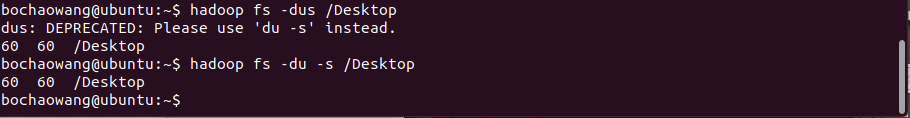 bochaowang@ubuntu:~$ hadoop fs -dus /Desktop
dus: DEPRECATED: Please use 'du -s' instead.
60  60  /Desktop
bochaowang@ubuntu:~$ hadoop fs -du -s /Desktop
60  60  /Desktop
bochaowang@ubuntu:~$